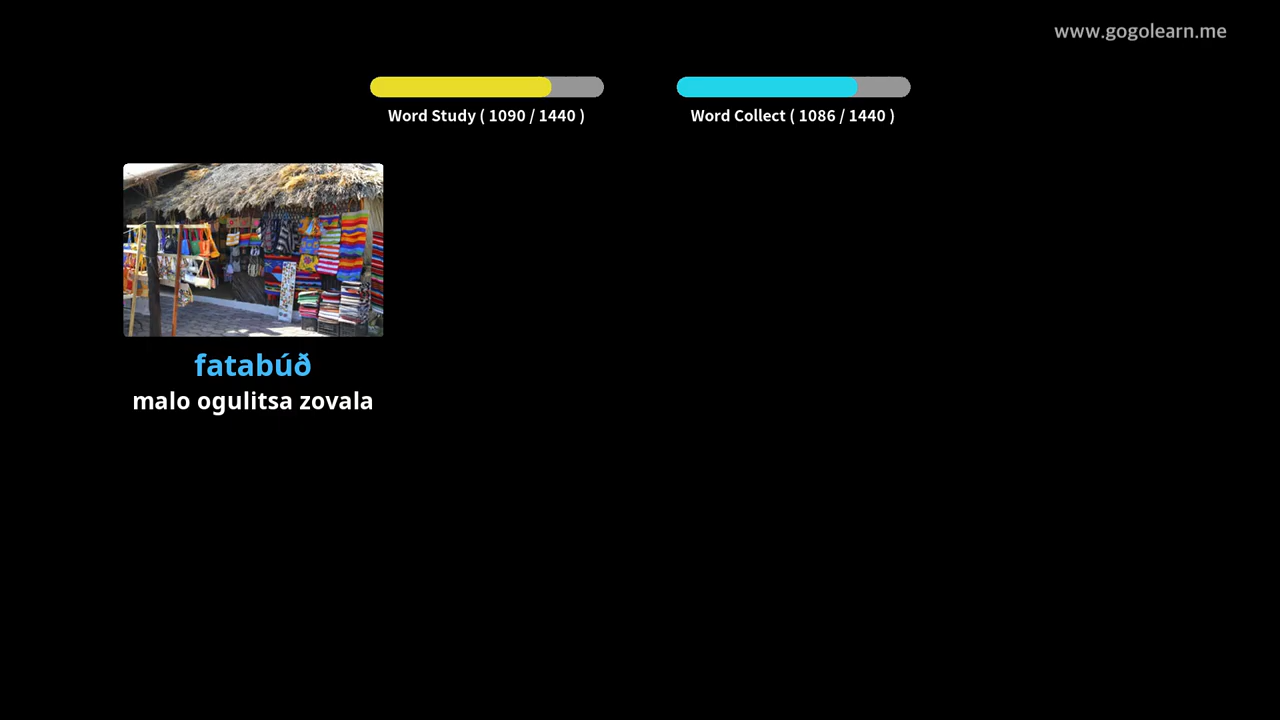 www.gogolearn.me
Word Study ( 1090 / 1440 )
Word Collect ( 1086 / 1440 )
fatabúð
malo ogulitsa zovala